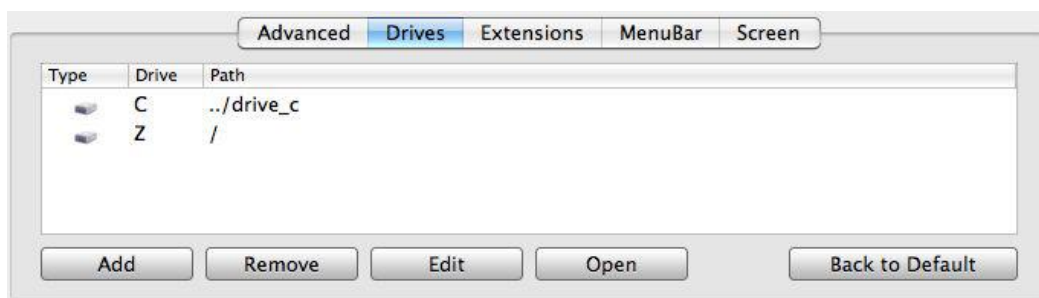 Advanced Drives Extensions MenuBar Screen
Type Drive Path
C ../drive_c
Z /
Add Remove Edit Open Back to Default